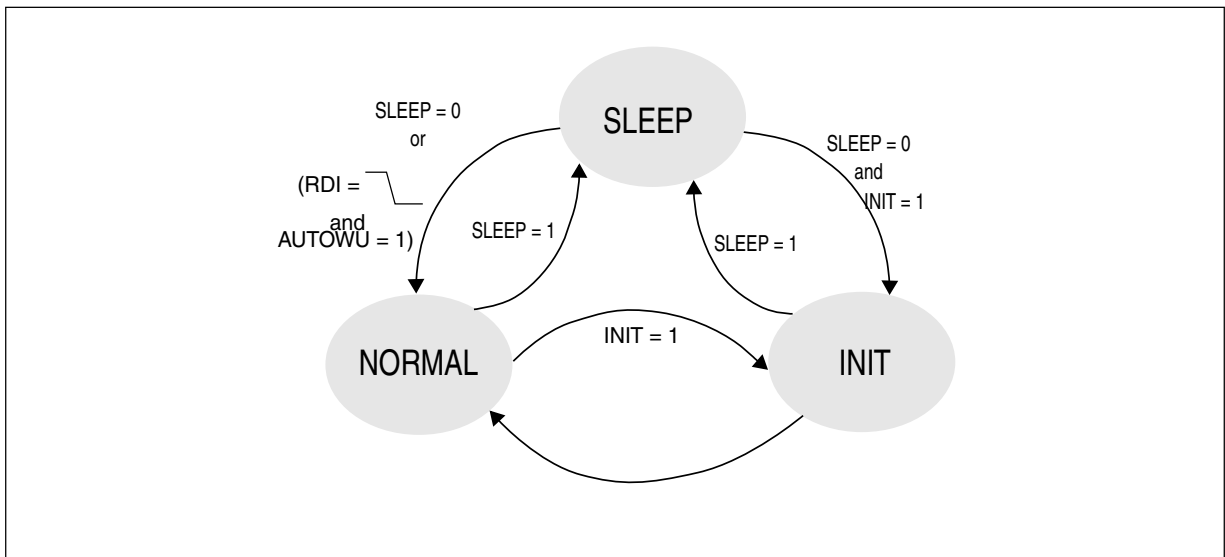 SLEEP
SLEEP = 0
or
(RDI =
and
AUTOWU = 1)
SLEEP = 1
SLEEP = 1
SLEEP = 0
and
INIT = 1
NORMAL
INIT = 1
INIT